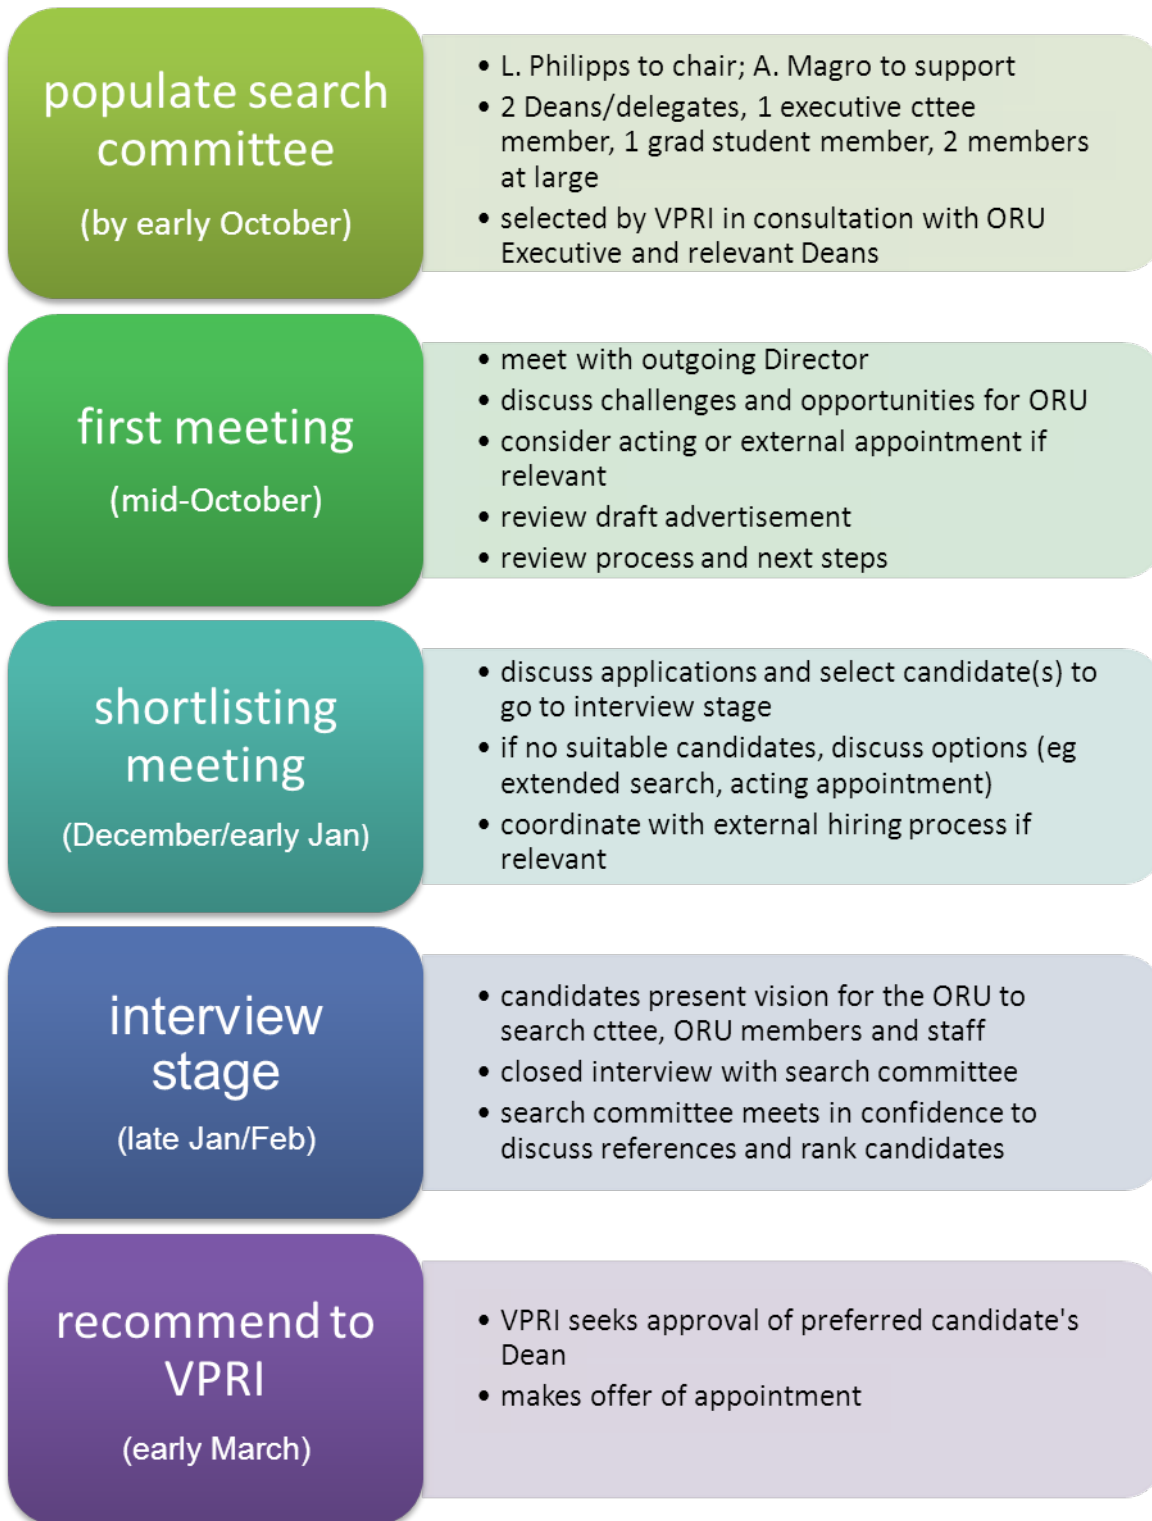 populate search
committee
(by early October)
• L. Philipps to chair; A. Magro to support
• 2 Deans/delegates, 1 executive cttee
member, 1 grad student member, 2 members
at large
• selected by VPRI in consultation with ORU
Executive and relevant Deans
first meeting
(mid-October)
• meet with outgoing Director
• discuss challenges and opportunities for ORU
• consider acting or external appointment if
relevant
• review draft advertisement
• review process and next steps
shortlisting
meeting
(December/early Jan)
• discuss applications and select candidate(s) to
go to interview stage
• if no suitable candidates, discuss options (eg
extended search, acting appointment)
• coordinate with external hiring process if
relevant
interview
stage
(late Jan/Feb)
• candidates present vision for the ORU to
search cttee, ORU members and staff
• closed interview with search committee
• search committee meets in confidence to
discuss references and rank candidates
recommend to
VPRI
(early March)
• VPRI seeks approval of preferred candidate's
Dean
• makes offer of appointment